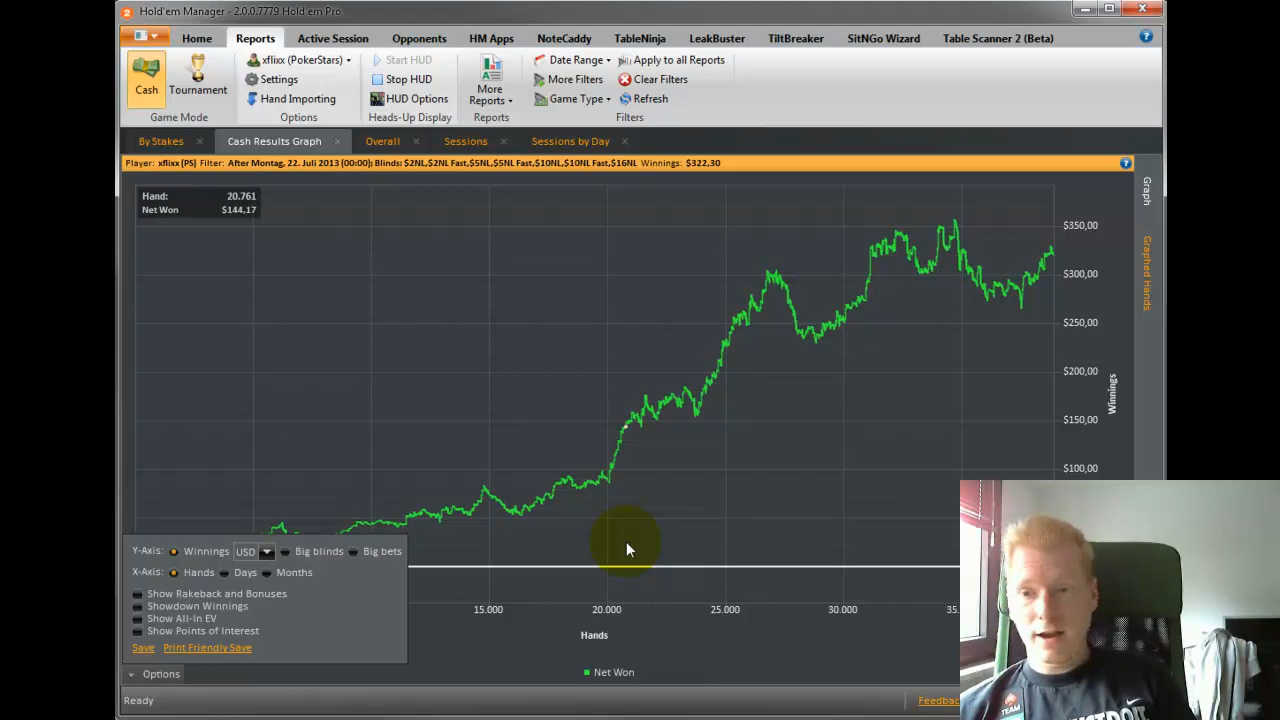 2 Hold'em Manager - 2.0.0.7779 Hold'em Pro
Home Reports Active Session Opponents HM Apps NoteCaddy TableNinja LeakBuster TiltBreaker SitNGo Wizard Table Scanner 2 (Beta)
Cash
Tournament
Game Mode
xflixx (PokerStars)
Settings
Hand Importing
Options
Start HUD
Stop HUD
HUD Options
Heads-Up Display
More
Reports
Reports
Date Range
More Filters
Game Type
Apply to all Reports
Clear Filters
Refresh
Filters
By Stakes Cash Results Graph Overall Sessions Sessions by Day
Player: xflixx [PS] Filter: After Montag, 22. Juli 2013 (00:00); Blinds: $2NL,$2NL Fast,$5NL,$5NL Fast,$10NL,$10NL Fast,$16NL Winnings: $322,30
Hand: 20.761
Net Won $144,17
Graph
Graphed Hands
$350,00
$300,00
$250,00
$200,00
$150,00
$100,00
Winnings
Y-Axis: Winnings USD Big blinds Big bets
X-Axis: Hands Days Months
Show Rakeback and Bonuses
Showdown Winnings
Show All-In EV
Show Points of Interest
Save Print Friendly Save
Options
15.000 20.000 25.000 30.000 35.
Hands
Net Won
Ready
Feedback
TEAM